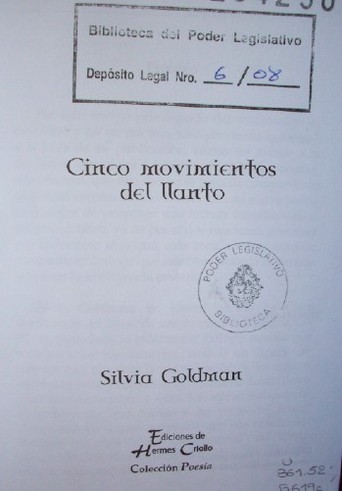 Biblioteca del Poder Legislativo
Depósito Legal Nro. 6 / 08
Cinco movimientos
del llanto
PODER LEGISLATIVO
BIBLIOTECA
Silvia Goldman
Ediciones de
Hermes Criollo
Colección Poesía
U
861.52;